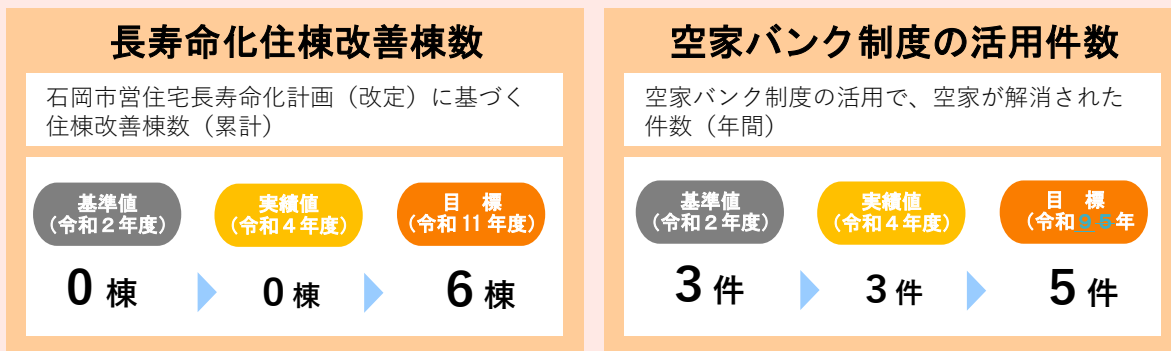 長寿命化住棟改善棟数
石岡市営住宅長寿命化計画（改定）に基づく
住棟改善棟数（累計）
基準値
（令和２年度）
実績値
（令和４年度）
目　標
（令和 11 年度）
0 棟
0 棟
6 棟
空家バンク制度の活用件数
空家バンク制度の活用で、空家が解消された
件数（年間）
基準値
（令和２年度）
実績値
（令和４年度）
目　標
（令和９５年
3 件
3 件
5 件